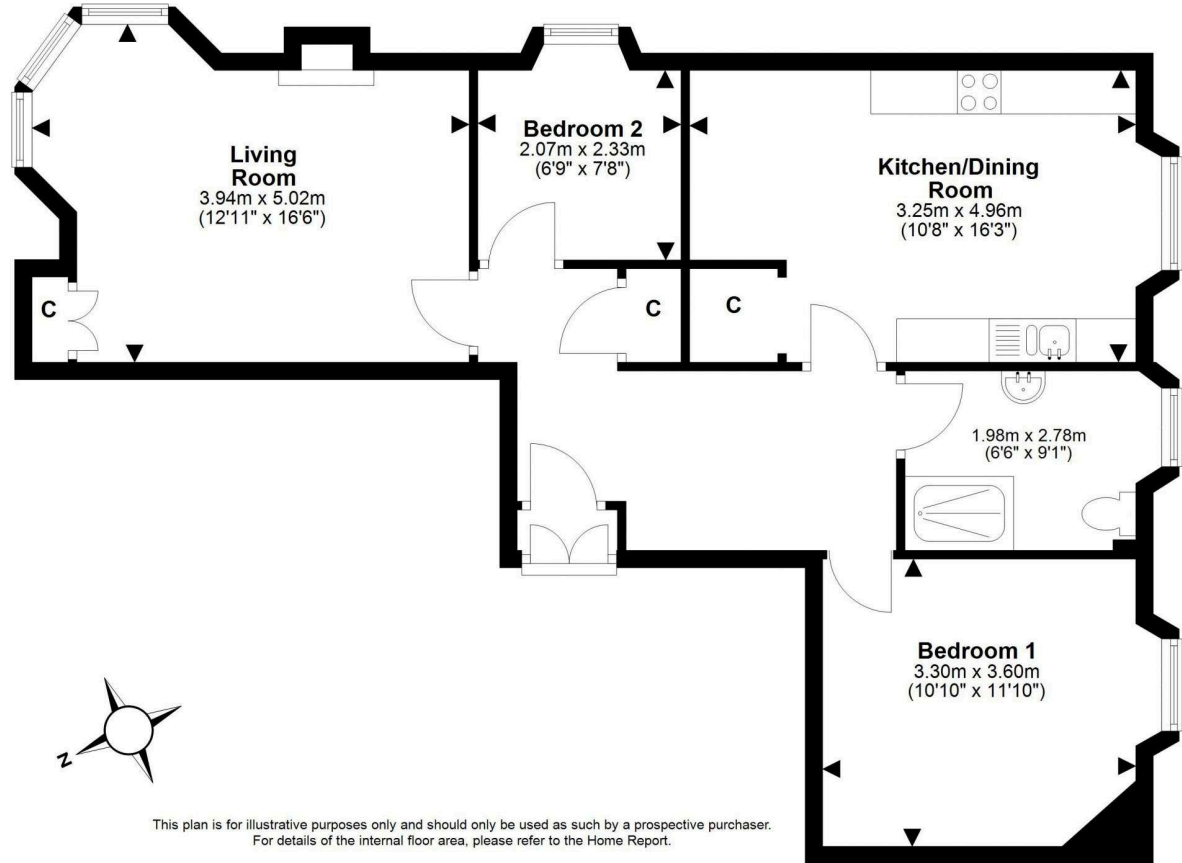 Living
Room
3.94m x 5.02m
(12'11" x 16'6")
Bedroom 2
2.07m x 2.33m
(6'9" x 7'8")
Kitchen/Dining
Room
3.25m x 4.96m
(10'8" x 16'3")
C
C
C
1.98m x 2.78m
(6'6" x 9'1")
Bedroom 1
3.30m x 3.60m
(10'10" x 11'10")
N
This plan is for illustrative purposes only and should only be used as such by a prospective purchaser.
For details of the internal floor area, please refer to the Home Report.